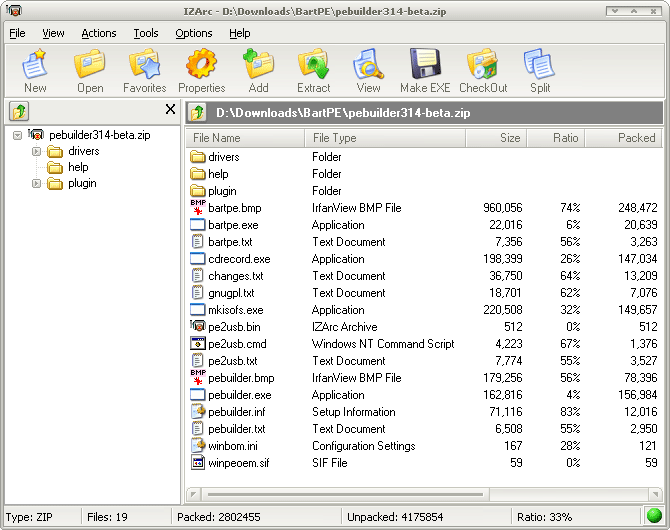 IZArc - D:\Downloads\BartPE\pebuilder314-beta.zip
File View Actions Tools Options Help
New Open Favorites Properties Add Extract View Make EXE CheckOut Split
D:\Downloads\BartPE\pebuilder314-beta.zip
pebuilder314-beta.zip
drivers
help
plugin
File Name File Type Size Ratio Packed
drivers Folder
help Folder
plugin Folder
BMP bartpe.bmp IrfanView BMP File 960,056 74% 248,472
bartpe.exe Application 22,016 6% 20,639
bartpe.txt Text Document 7,356 56% 3,263
cdrecord.exe Application 198,399 26% 147,034
changes.txt Text Document 36,750 64% 13,209
gnugpl.txt Text Document 18,701 62% 7,076
mkisofs.exe Application 220,508 32% 149,657
pe2usb.bin IZArc Archive 512 0% 512
pe2usb.cmd Windows NT Command Script 4,223 67% 1,376
pe2usb.txt Text Document 7,774 55% 3,527
BMP pebuilder.bmp IrfanView BMP File 179,256 56% 78,396
pebuilder.exe Application 162,816 4% 156,984
pebuilder.inf Setup Information 71,116 83% 12,016
pebuilder.txt Text Document 6,508 55% 2,950
winbom.ini Configuration Settings 167 28% 121
winpeoem.sif SIF File 59 0% 59
Type: ZIP Files: 19 Packed: 2802455 Unpacked: 4175854 Ratio: 33%